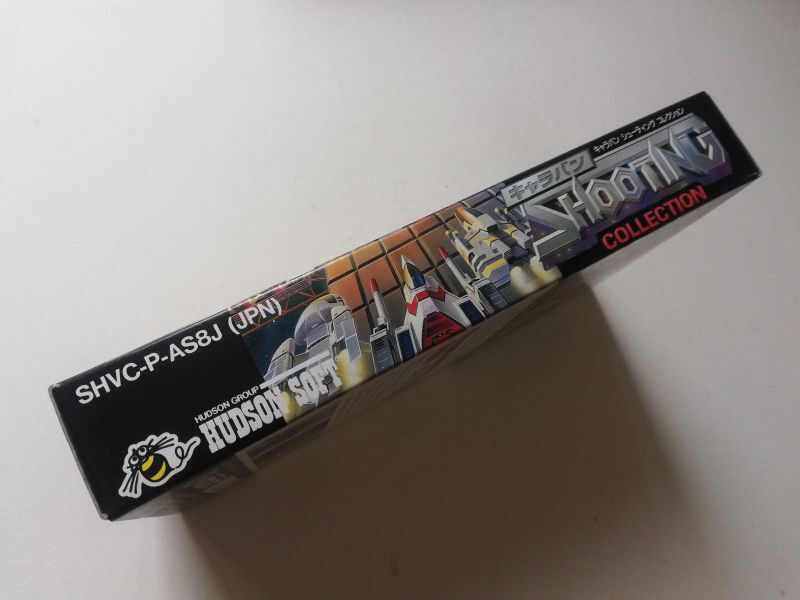 キャラバン シューティング コレクション
キャラバン
SHOOTING
COLLECTION
SHVC-P-AS8J (JPN)
HUDSON GROUP
HUDSON SOFT